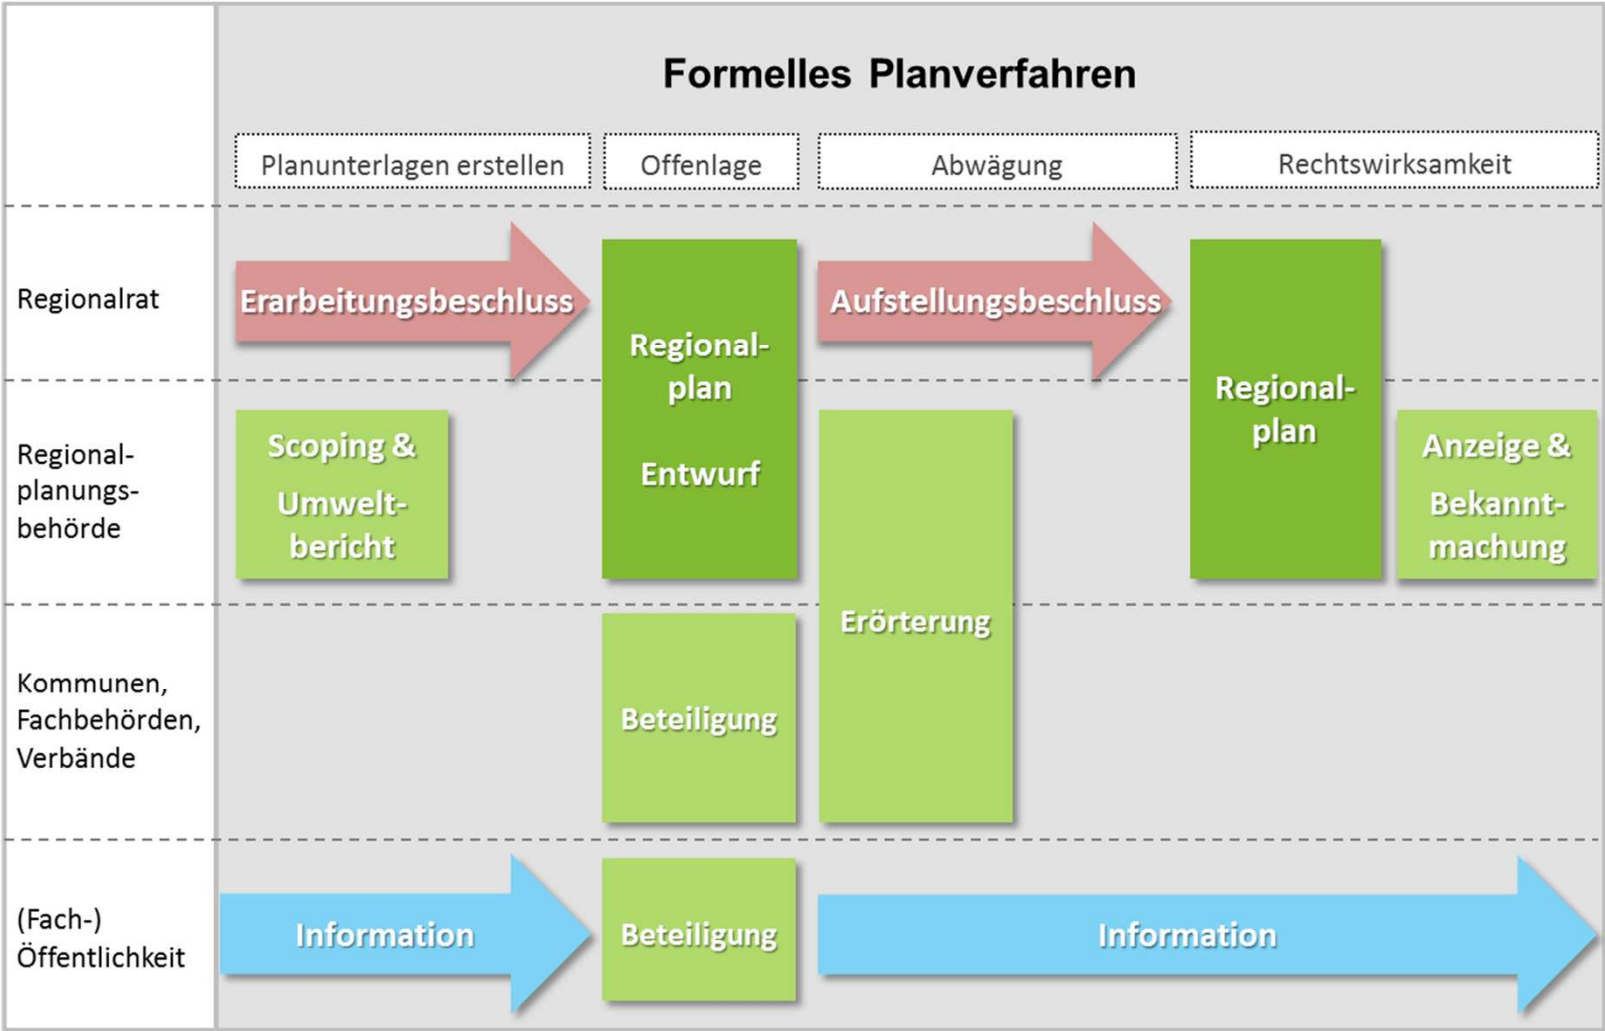 Formelles Planverfahren
Planunterlagen erstellen
Offenlage
Abwägung
Rechtswirksamkeit
Regionalrat
Erarbeitungsbeschluss
Regional-
plan
Entwurf
Aufstellungsbeschluss
Regional-
plan
Regional-
planungs-
behörde
Scoping &
Umwelt-
bericht
Anzeige &
Bekannt-
machung
Erörterung
Kommunen,
Fachbehörden,
Verbände
Beteiligung
(Fach-)
Öffentlichkeit
Information
Beteiligung
Information